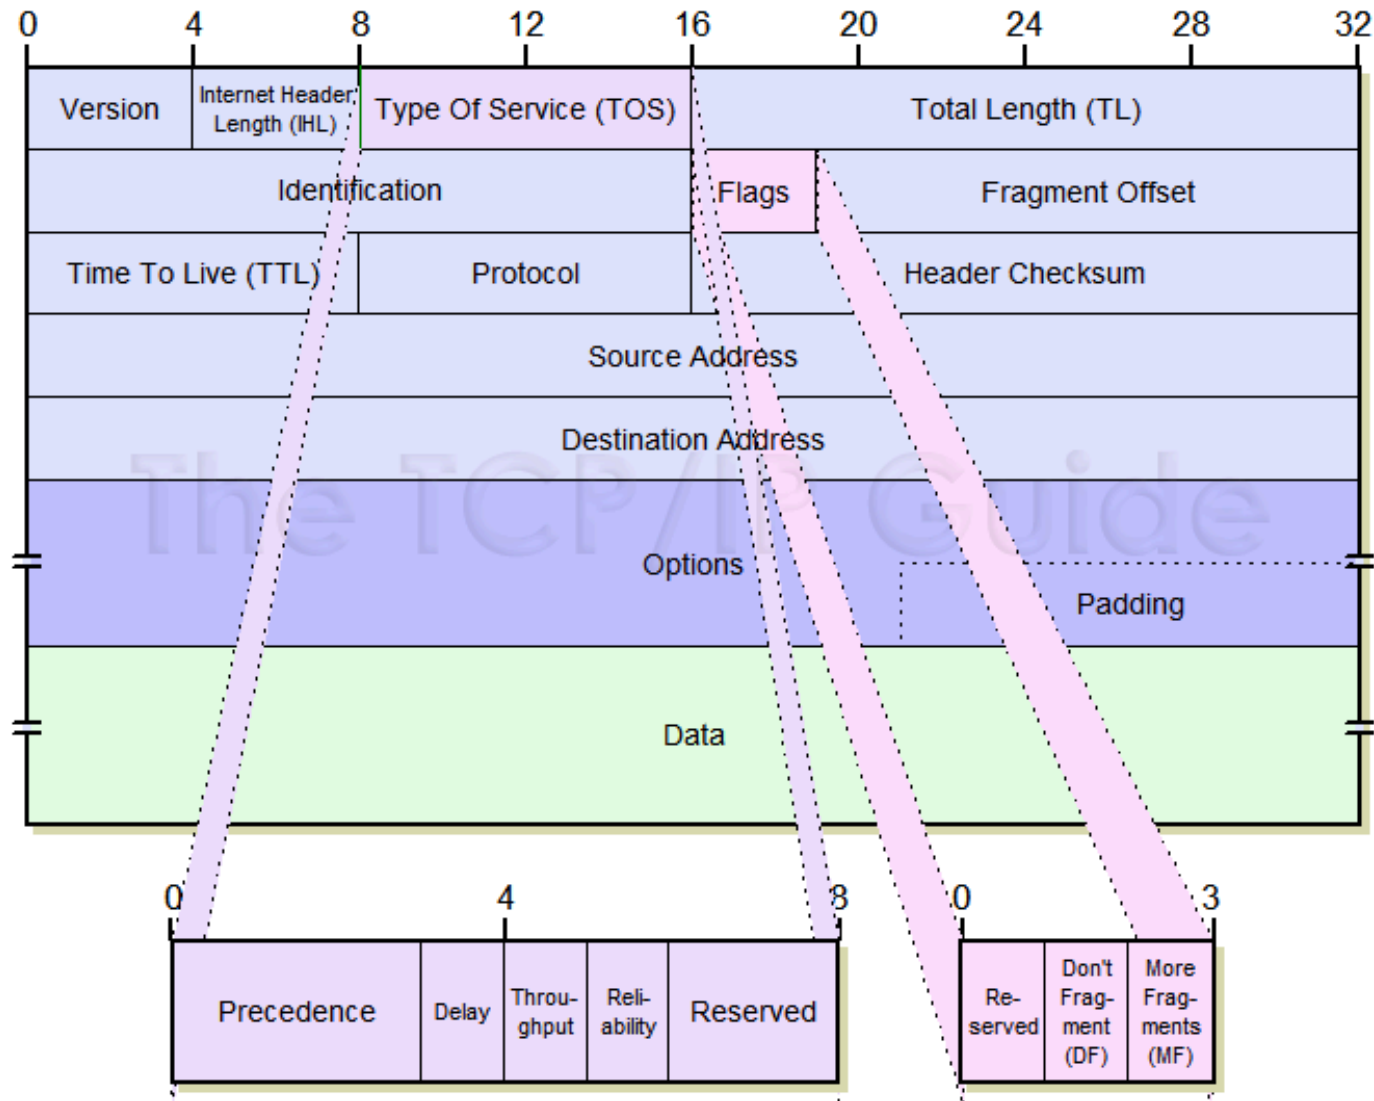 0 4 8 12 16 20 24 28 32
Version
Internet Header
Length (IHL)
Type Of Service (TOS)
Total Length (TL)
Identification
Flags
Fragment Offset
Time To Live (TTL)
Protocol
Header Checksum
Source Address
Destination Address
The TCP/IP Guide
Options
Padding
Data
0 4 8
0 3
Precedence
Delay
Throu-
ghput
Reli-
ability
Reserved
Re-
served
Don't
Frag-
ment
(DF)
More
Frag-
ments
(MF)